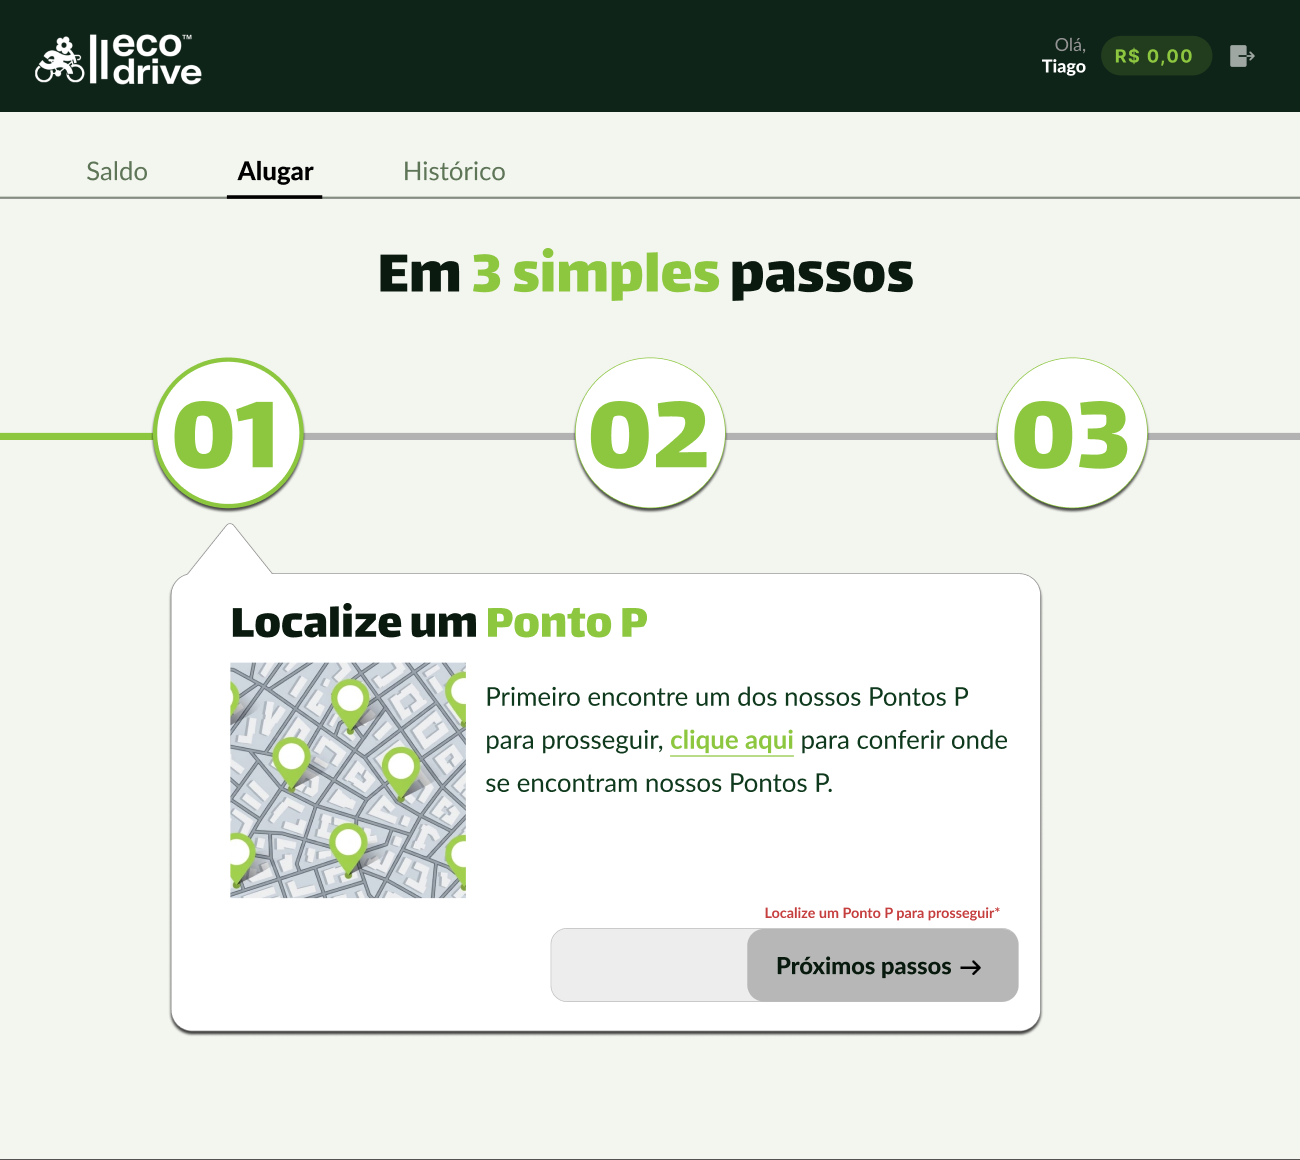 eco™
drive
Olá,
Tiago
R$ 0,00
Saldo
Alugar
Histórico
Em 3 simples passos
01
02
03
Localize um Ponto P
Primeiro encontre um dos nossos Pontos P
para prosseguir, clique aqui para conferir onde
se encontram nossos Pontos P.
Localize um Ponto P para prosseguir*
Próximos passos →